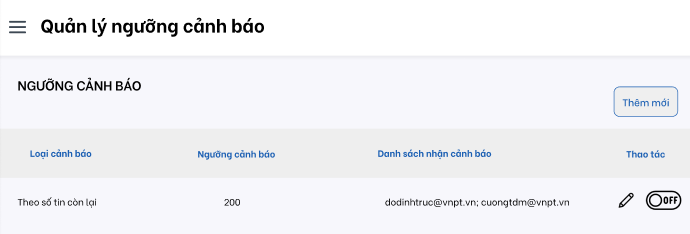 Quản lý ngưỡng cảnh báo
NGƯỠNG CẢNH BÁO
Thêm mới
Loại cảnh báo Ngưỡng cảnh báo Danh sách nhận cảnh báo Thao tác
Theo số tin còn lại 200 dodinhtruc@vnpt.vn; cuongtdm@vnpt.vn OFF